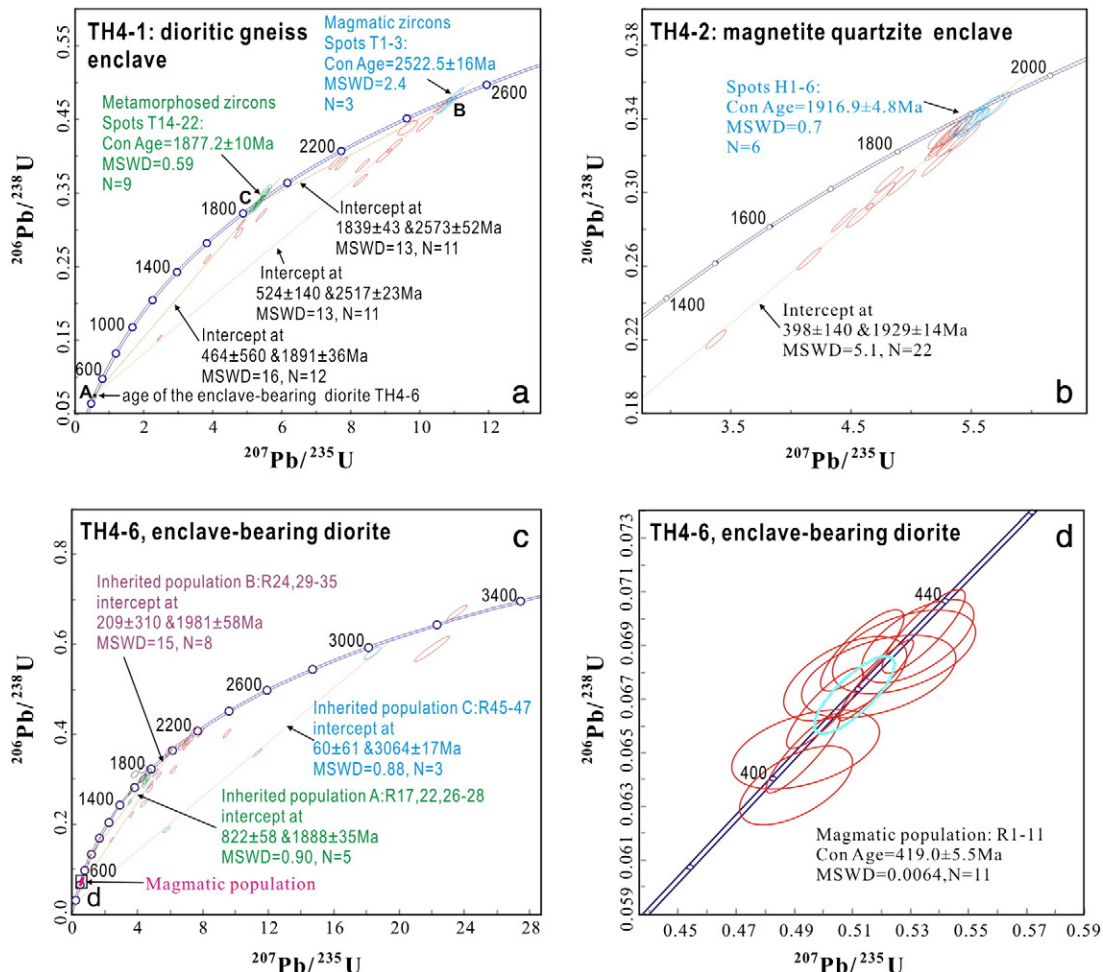 TH4-1: dioritic gneiss
enclave
Magmatic zircons
Spots T1-3:
Con Age=2522.5±16Ma
MSWD=2.4
N=3
Metamorphosed zircons
Spots T14-22:
Con Age=1877.2±10Ma
MSWD=0.59
N=9
2600
B
2200
C
1800
1400
1000
600
A
Intercept at
1839±43 &2573±52Ma
MSWD=13, N=11
Intercept at
524±140 &2517±23Ma
MSWD=13, N=11
Intercept at
464±560 &1891±36Ma
MSWD=16, N=12
age of the enclave-bearing diorite TH4-6
a
0.55
0.45
0.35
0.25
0.15
0.05
²⁰⁶Pb/²³⁸U
0 2 4 6 8 10 12
²⁰⁷Pb/²³⁵U
TH4-2: magnetite quartzite enclave
Spots H1-6:
Con Age=1916.9±4.8Ma
MSWD=0.7
N=6
2000
1800
1600
1400
Intercept at
398±140 &1929±14Ma
MSWD=5.1, N=22
b
0.38
0.34
0.30
0.26
0.22
0.18
²⁰⁶Pb/²³⁸U
3.5 4.5 5.5
²⁰⁷Pb/²³⁵U
TH4-6, enclave-bearing diorite
c
Inherited population B:R24,29-35
intercept at
209±310 &1981±58Ma
MSWD=15, N=8
3400
3000
2600
2200
1800
1400
600
Inherited population C:R45-47
intercept at
60±61 &3064±17Ma
MSWD=0.88, N=3
Inherited population A:R17,22,26-28
intercept at
822±58 &1888±35Ma
MSWD=0.90, N=5
Magmatic population
d
0.8
0.6
0.4
0.2
0.0
²⁰⁶Pb/²³⁸U
0 4 8 12 16 20 24 28
²⁰⁷Pb/²³⁵U
TH4-6, enclave-bearing diorite
d
440
400
Magmatic population: R1-11
Con Age=419.0±5.5Ma
MSWD=0.0064,N=11
0.073
0.071
0.069
0.067
0.065
0.063
0.061
0.059
²⁰⁶Pb/²³⁸U
0.45 0.47 0.49 0.51 0.53 0.55 0.57 0.59
²⁰⁷Pb/²³⁵U